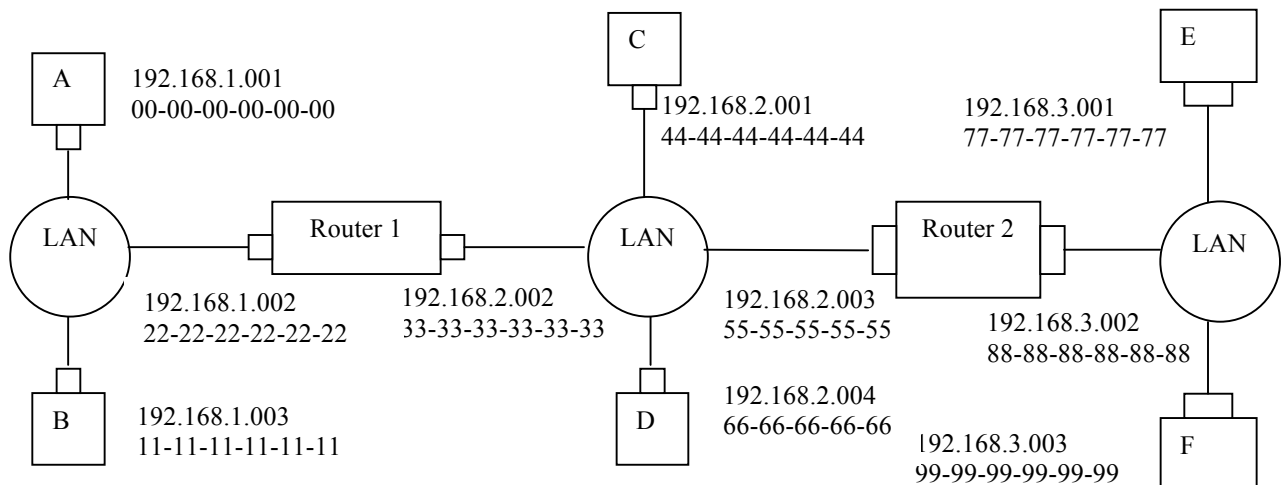 A
192.168.1.001
00-00-00-00-00-00
C
192.168.2.001
44-44-44-44-44-44
E
192.168.3.001
77-77-77-77-77-77
LAN
Router 1
LAN
Router 2
LAN
192.168.1.002
22-22-22-22-22-22
192.168.2.002
33-33-33-33-33-33
192.168.2.003
55-55-55-55-55
192.168.3.002
88-88-88-88-88-88
B
192.168.1.003
11-11-11-11-11-11
D
192.168.2.004
66-66-66-66-66
192.168.3.003
99-99-99-99-99-99
F